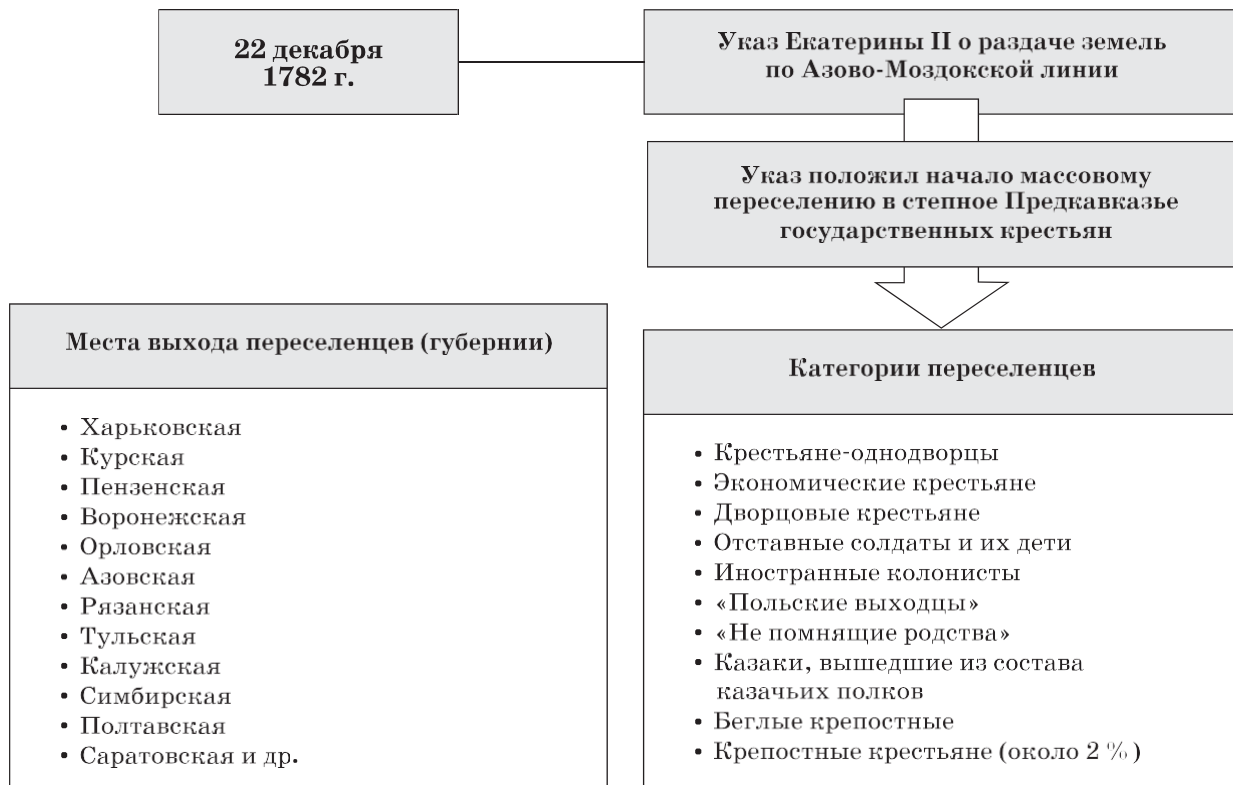 22 декабря
1782 г.
Указ Екатерины II о раздаче земель
по Азово-Моздокской линии
Указ положил начало массовому
переселению в степное Предкавказье
государственных крестьян
Места выхода переселенцев (губернии)
• Харьковская
• Курская
• Пензенская
• Воронежская
• Орловская
• Азовская
• Рязанская
• Тульская
• Калужская
• Симбирская
• Полтавская
• Саратовская и др.
Категории переселенцев
• Крестьяне-однодворцы
• Экономические крестьяне
• Дворцовые крестьяне
• Отставные солдаты и их дети
• Иностранные колонисты
• «Польские выходцы»
• «Не помнящие родства»
• Казаки, вышедшие из состава
казачьих полков
• Беглые крепостные
• Крепостные крестьяне (около 2 %)